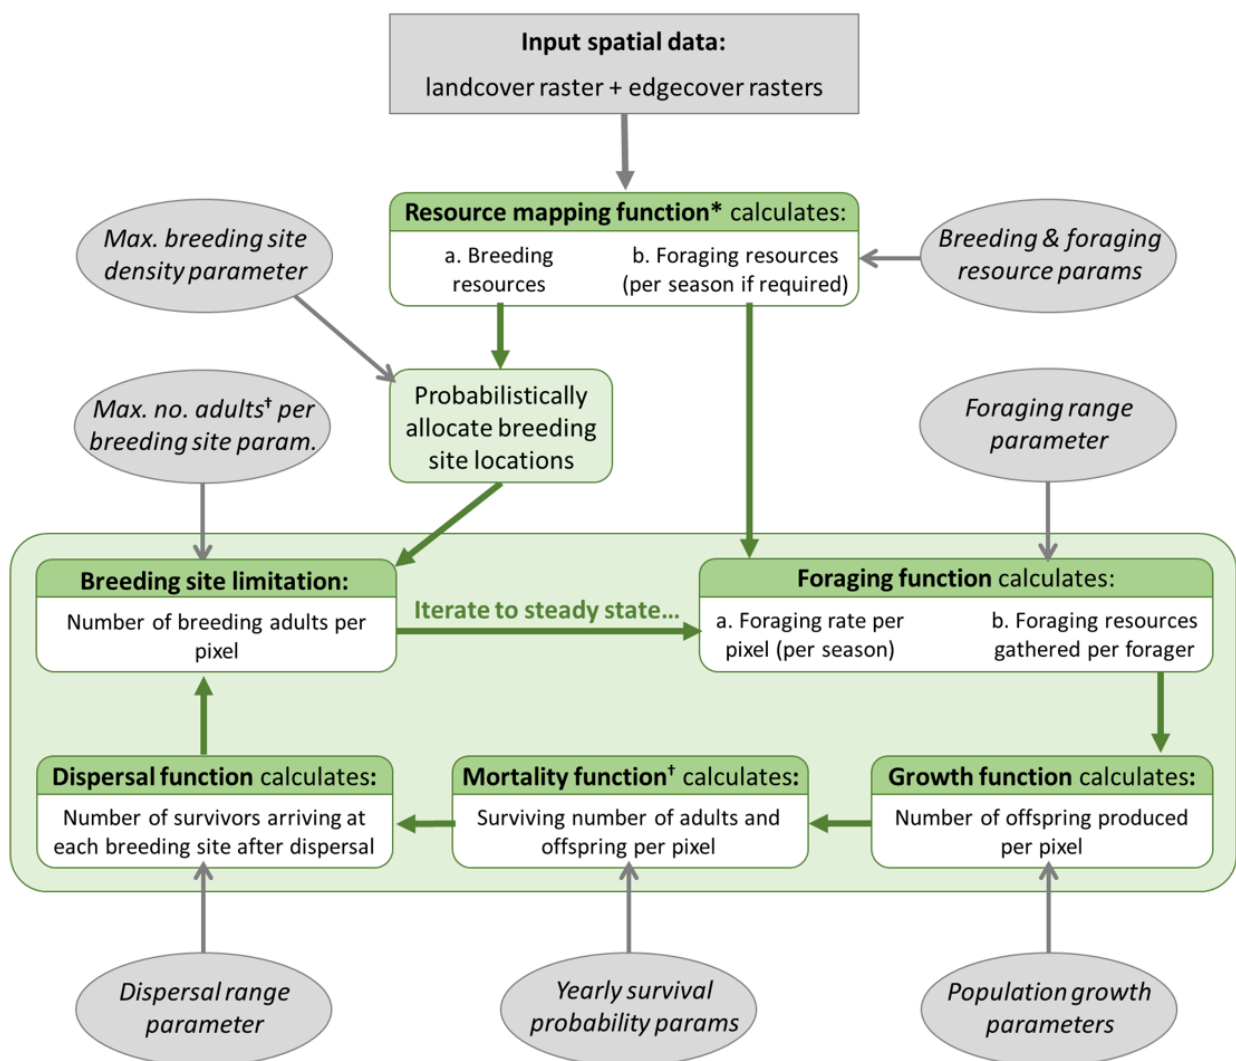 Input spatial data:
landcover raster + edgecover rasters
Resource mapping function* calculates:
a. Breeding
resources
b. Foraging resources
(per season if required)
Max. breeding site
density parameter
Breeding & foraging
resource params
Probabilistically
allocate breeding
site locations
Max. no. adults† per
breeding site param.
Foraging range
parameter
Breeding site limitation:
Number of breeding adults per
pixel
Iterate to steady state…
Foraging function calculates:
a. Foraging rate per
pixel (per season)
b. Foraging resources
gathered per forager
Dispersal function calculates:
Number of survivors arriving at
each breeding site after dispersal
Mortality function† calculates:
Surviving number of adults and
offspring per pixel
Growth function calculates:
Number of offspring produced
per pixel
Dispersal range
parameter
Yearly survival
probability params
Population growth
parameters